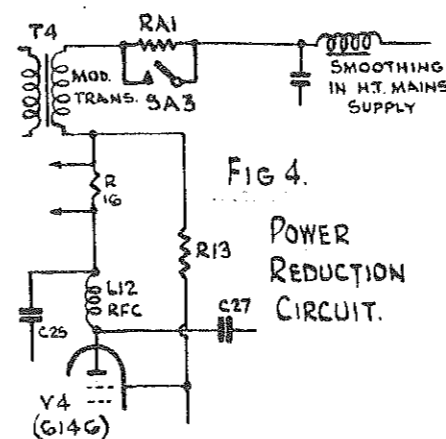 RA1
T4
MOD.
TRANS.
SA3
SMOOTHING
IN H.T. MAINS
SUPPLY
FIG 4.
R
16
R13
POWER
REDUCTION
CIRCUIT.
L12
RFC
C25
C27
V4
(6146)